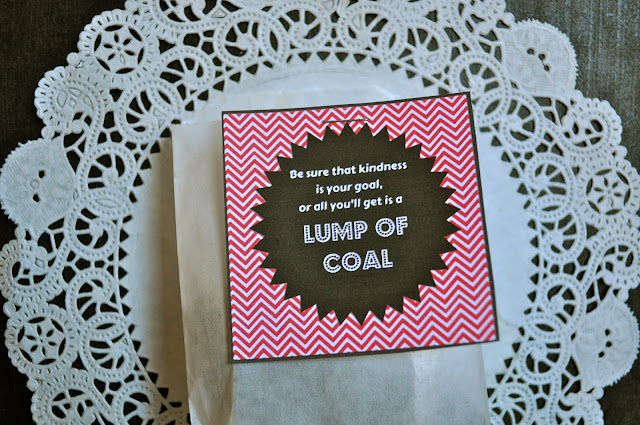 Be sure that kindness
is your goal,
or all you'll get is a
LUMP OF
COAL